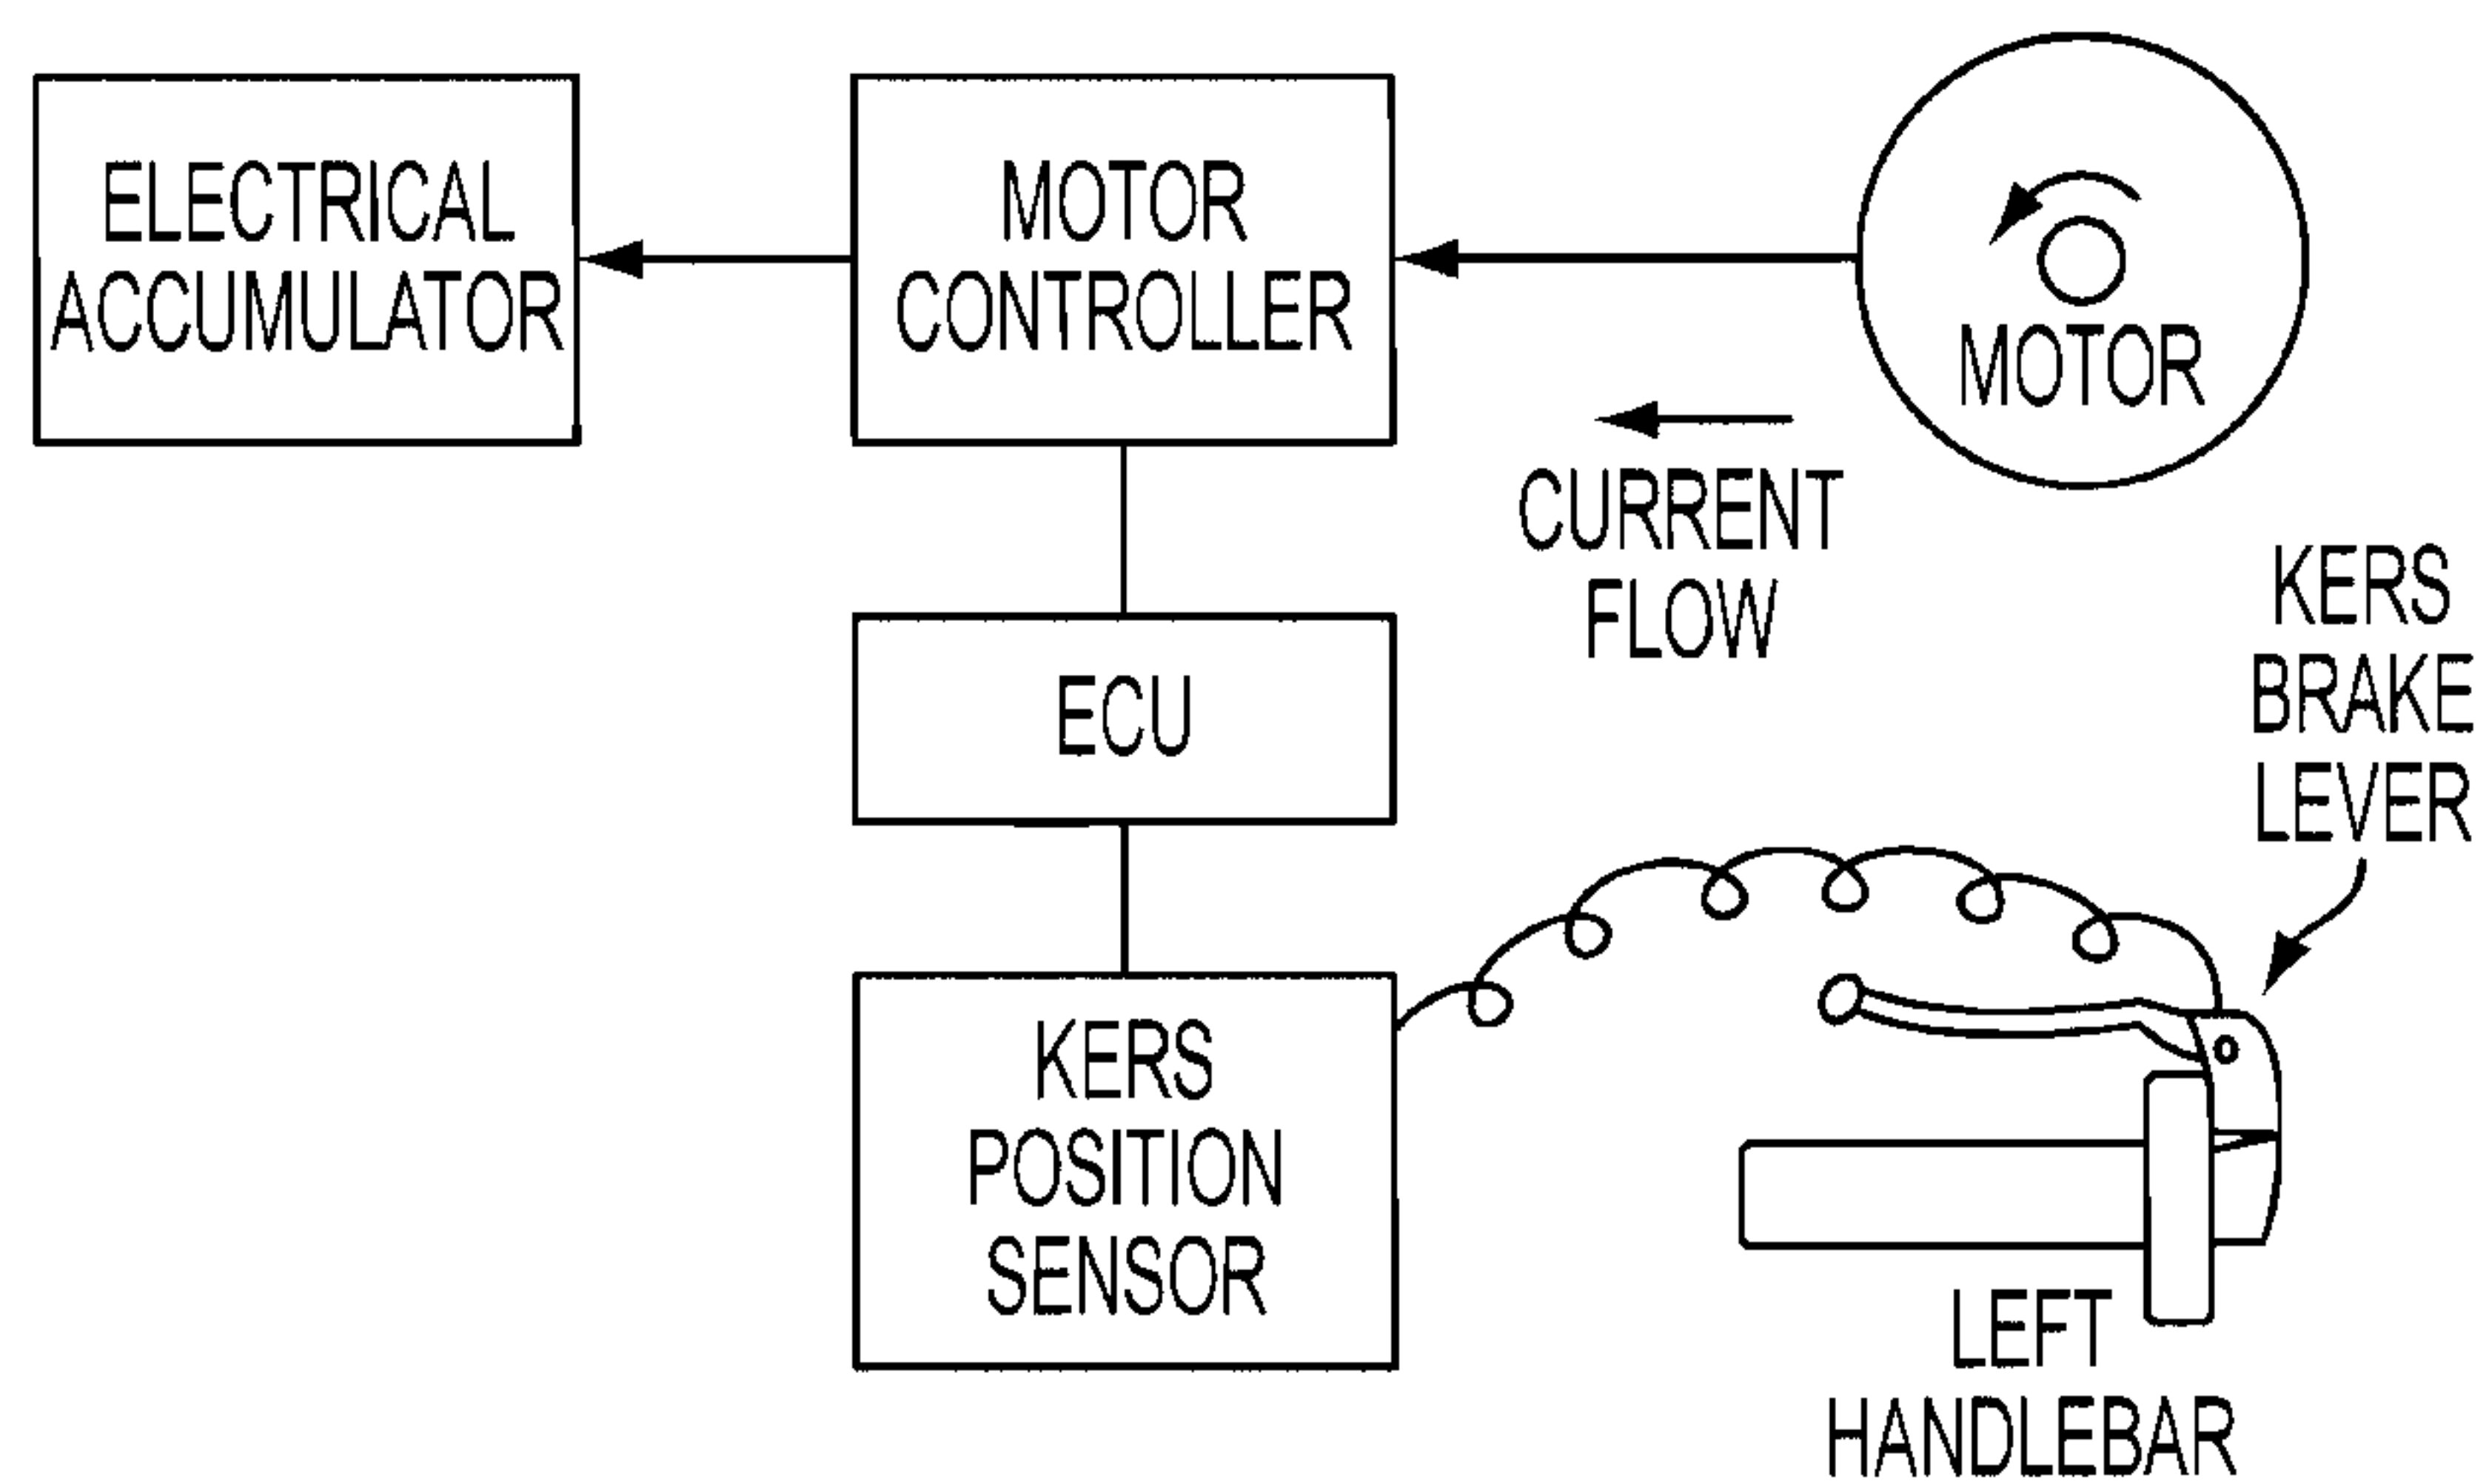 ELECTRICAL
ACCUMULATOR
MOTOR
CONTROLLER
MOTOR
CURRENT
FLOW
ECU
KERS
BRAKE
LEVER
KERS
POSITION
SENSOR
LEFT
HANDLEBAR